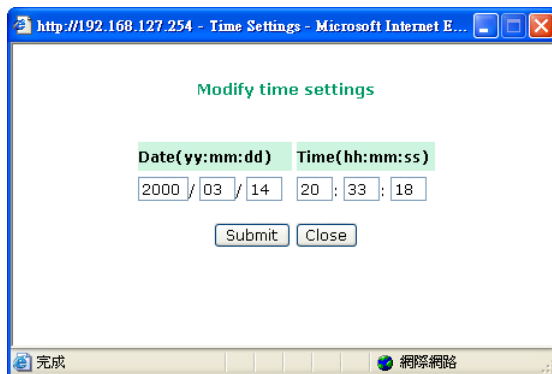 http://192.168.127.254 - Time Settings - Microsoft Internet E...
Modify time settings
Date(yy:mm:dd) Time(hh:mm:ss)
2000 / 03 / 14 20 : 33 : 18
Submit Close
完成 網際網路